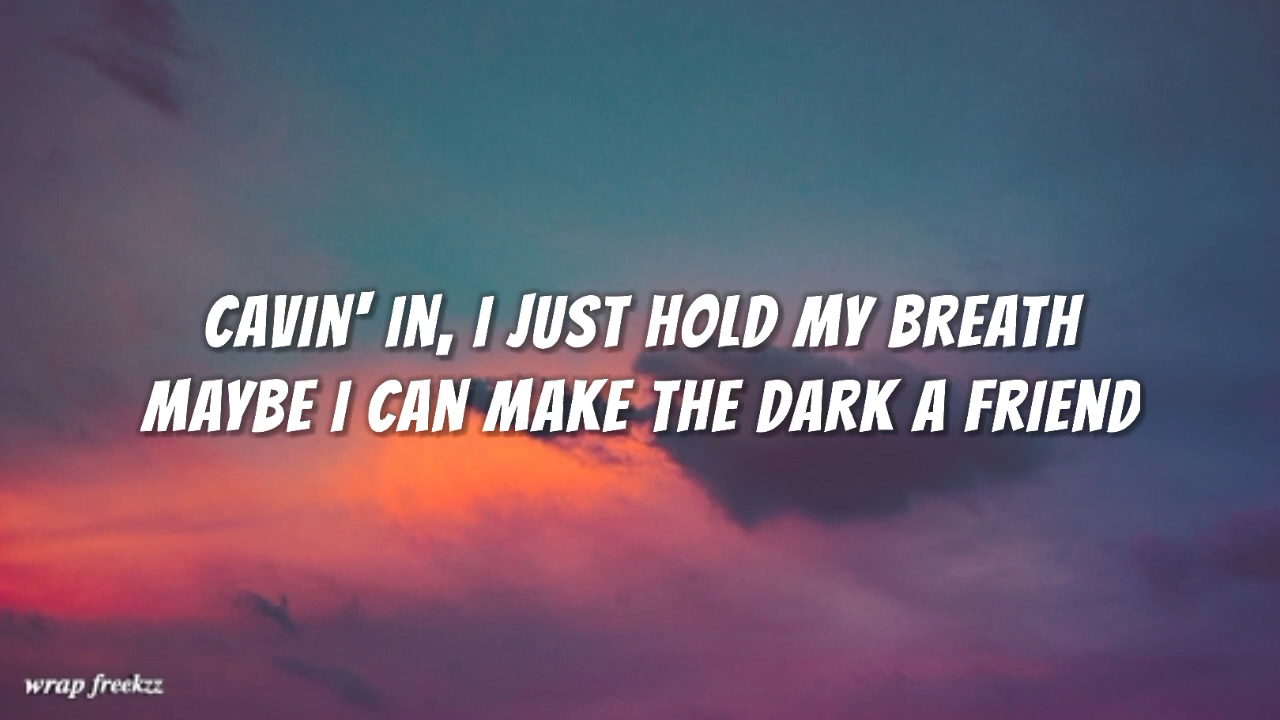 CAVIN' IN, I JUST HOLD MY BREATH
MAYBE I CAN MAKE THE DARK A FRIEND
wrap freekzz